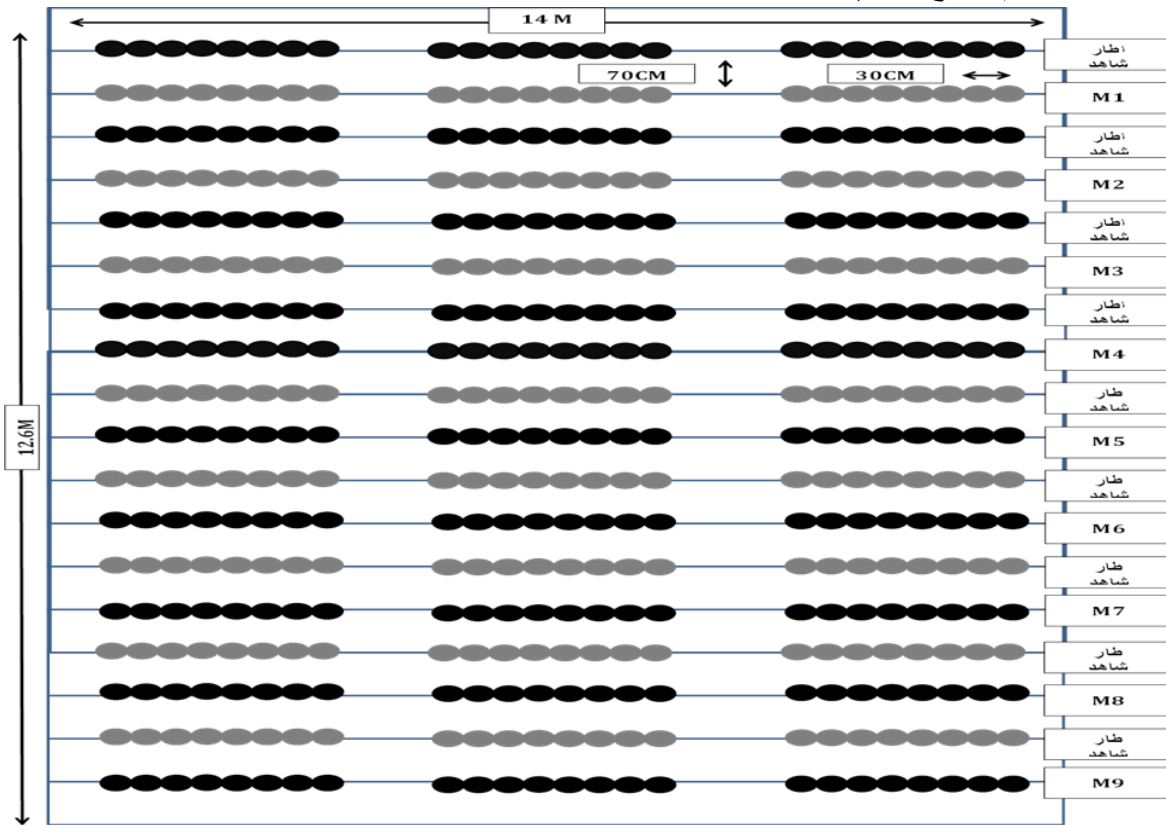 14 M
اطار
شاهد
70CM
30CM
M1
اطار
شاهد
M2
اطار
شاهد
M3
اطار
شاهد
M4
طار
شاهد
12.6M
M5
طار
شاهد
M6
طار
شاهد
M7
طار
شاهد
M8
طار
شاهد
M9